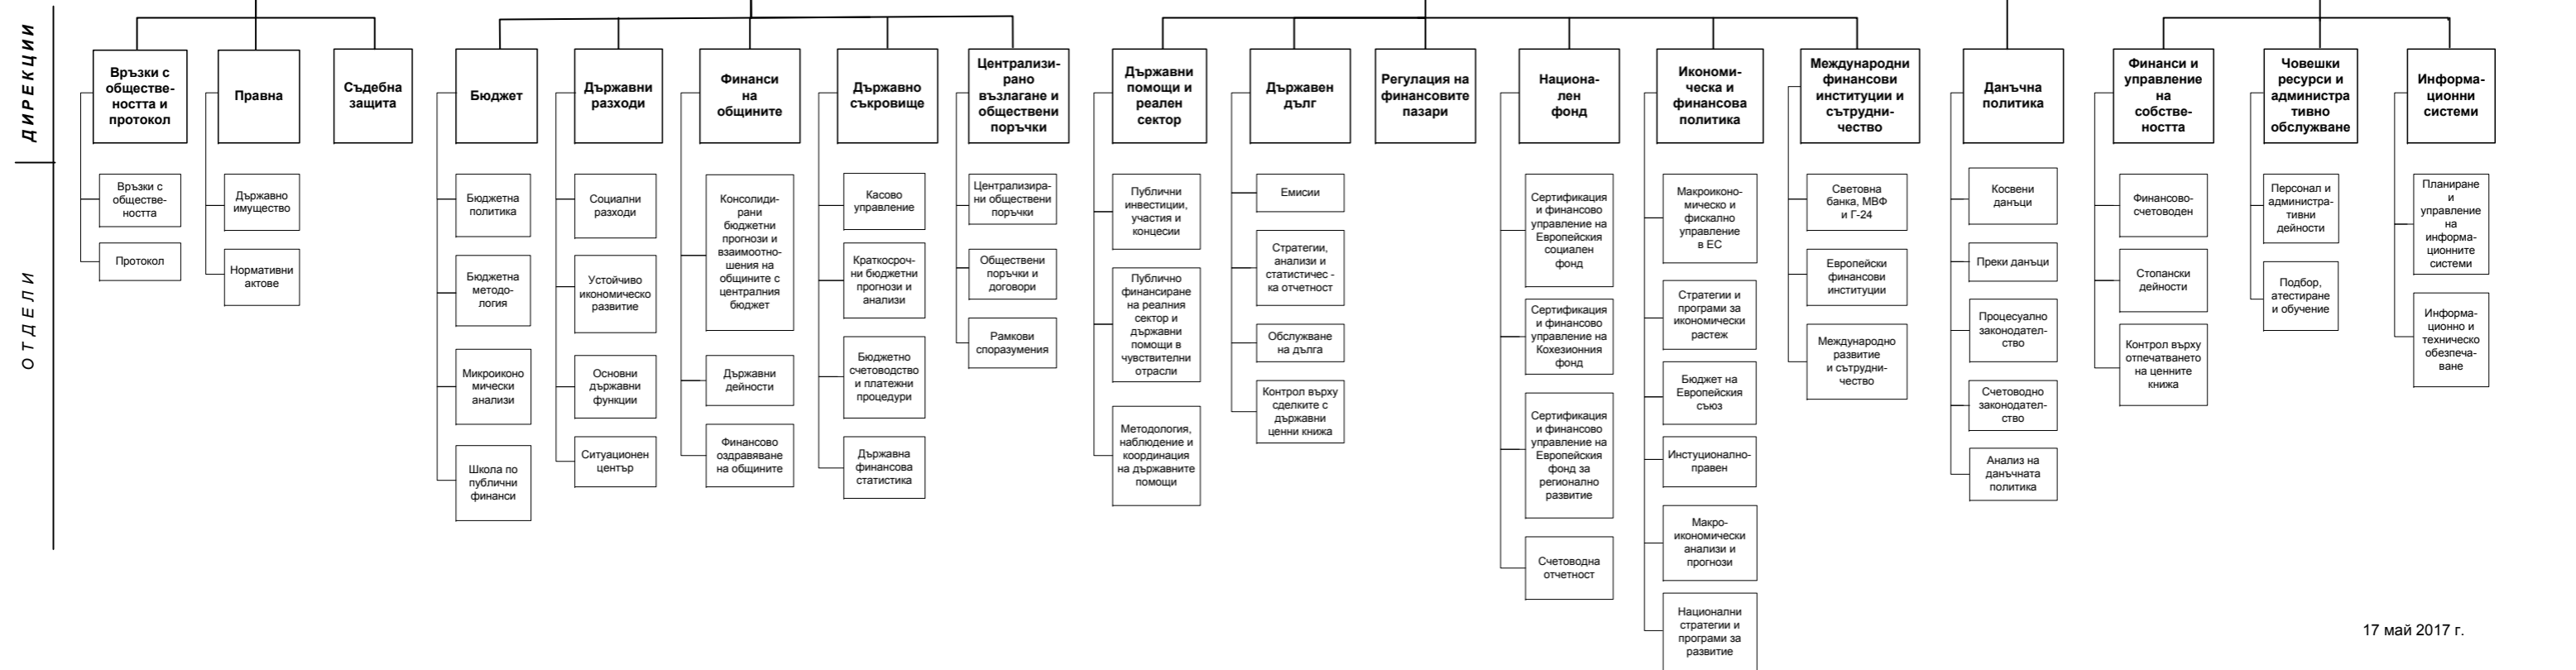 ДИРЕКЦИИ
Връзки с
обществе-
ността и
протокол
Правна
Съдебна
защита
Бюджет
Държавни
разходи
Финанси
на
общините
Държавно
съкровище
Централизи-
рано
възлагане и
обществени
поръчки
Държавни
помощи и
реален
сектор
Държавен
дълг
Регулация на
финансовите
пазари
Национа-
лен
фонд
Икономи-
ческа и
финансова
политика
Международни
финансови
институции и
сътрудни-
чество
Данъчна
политика
Финанси и
управление
на
собстве-
ността
Човешки
ресурси и
администра
тивно
обслужване
Информа-
ционни
системи
ОТДЕЛИ
Връзки с
обществе-
ността
Протокол
Държавно
имущество
Нормативни
актове
Бюджетна
политика
Бюджетна
методо-
логия
Микроиконо
мически
анализи
Школа по
публични
финанси
Социални
разходи
Устойчиво
икономическо
развитие
Основни
държавни
функции
Ситуационен
център
Консолиди-
рани
бюджетни
прогнози и
взаимоотно-
шения на
общините с
централния
бюджет
Държавни
дейности
Финансово
оздравяване
на общините
Касово
управление
Краткосроч-
ни бюджетни
прогнози и
анализи
Бюджетно
счетоводство
и платежни
процедури
Държавна
финансова
статистика
Централизира-
ни обществени
поръчки
Обществени
поръчки и
договори
Рамкови
споразумения
Публични
инвестиции,
участия и
концесии
Публично
финансиране
на реалния
сектор и
държавни
помощи в
чувствителни
отрасли
Методология,
наблюдение и
координация
на държавните
помощи
Емисии
Стратегии,
анализи и
статистичес -
ка отчетност
Обслужване
на дълга
Контрол върху
сделките с
държавни
ценни книжа
Сертификация
и финансово
управление на
Европейския
социален
фонд
Сертификация
и финансово
управление на
Кохезионния
фонд
Сертификация
и финансово
управление на
Европейския
фонд за
регионално
развитие
Счетоводна
отчетност
Макроиконо-
мическо и
фискално
управление
в ЕС
Стратегии и
програми за
икономически
растеж
Бюджет на
Европейския
съюз
Инстуционално-
правен
Макро-
икономически
анализи и
прогнози
Национални
стратегии и
програми за
развитие
Световна
банка, МВФ
и Г-24
Европейски
финансови
институции
Международно
развитие
и сътрудни-
чество
Косвени
данъци
Преки данъци
Процесуално
законодател-
ство
Счетоводно
законодател-
ство
Анализ на
данъчната
политика
Финансово-
счетоводен
Стопански
дейности
Контрол върху
отпечатването
на ценните
книжа
Персонал и
администра-
тивни
дейности
Подбор,
атестиране
и обучение
Планиране
и
управление
на
информа-
ционните
системи
Информа-
ционно и
техническо
обезпеча-
ване
17 май 2017 г.